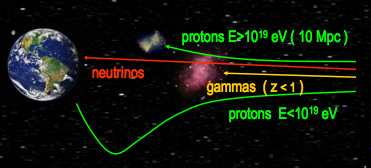 protons E>10¹⁹ eV ( 10 Mpc )
neutrinos
gammas ( z < 1 )
protons E<10¹⁹ eV